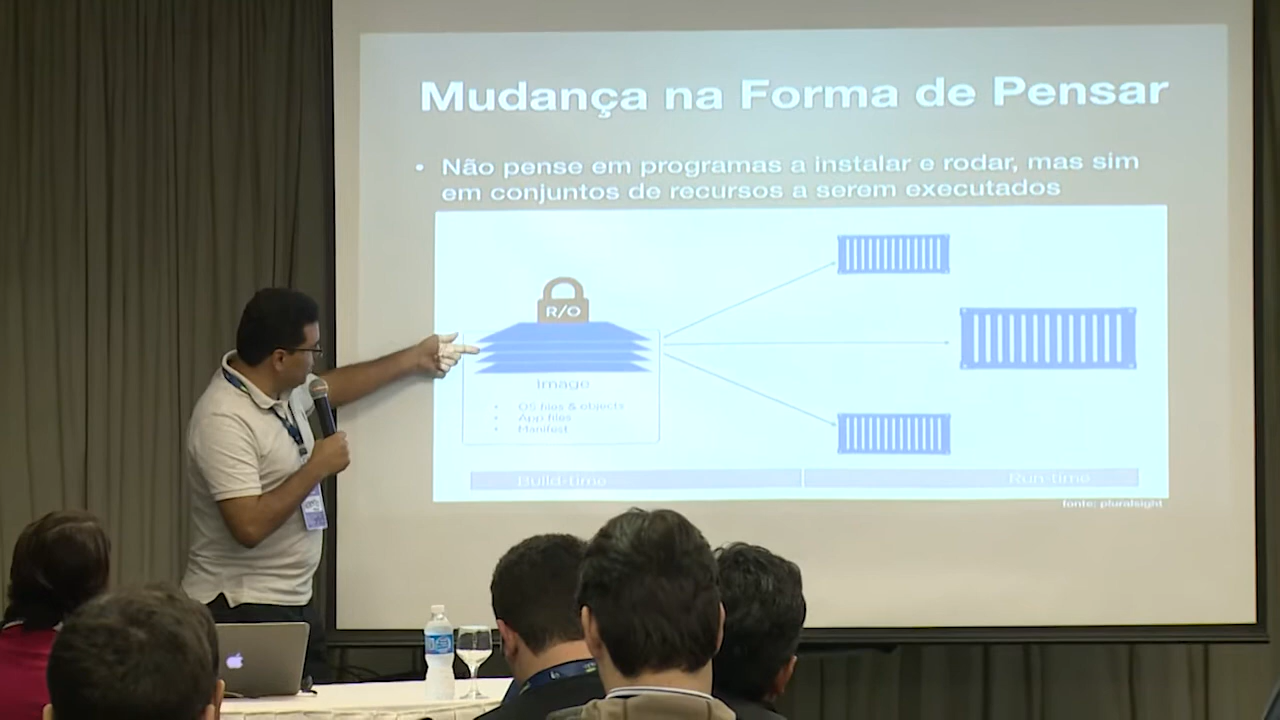 Mudança na Forma de Pensar
• Não pense em programas a instalar e rodar, mas sim
em conjuntos de recursos a serem executados
R/O
Image
• OS files & objects
• App files
• Manifest
Build-time
Run-time
fonte: pluralsight